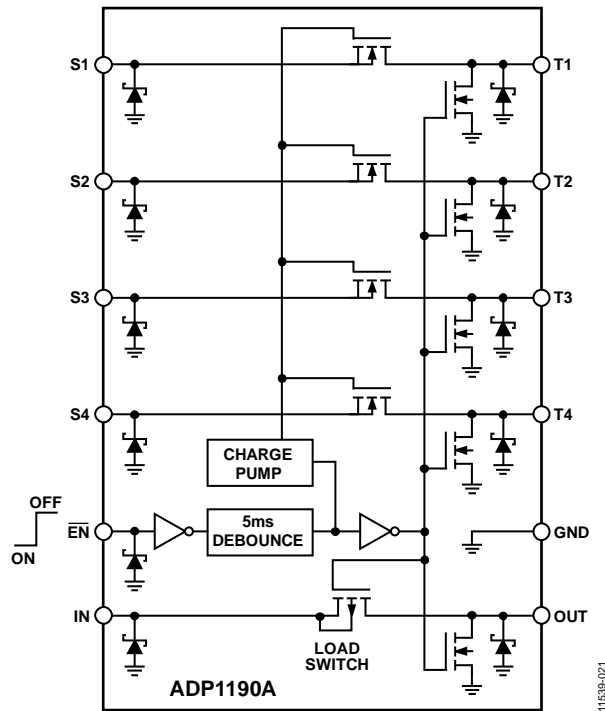 S1
T1
S2
T2
S3
T3
S4
T4
CHARGE
PUMP
OFF
ON
EN
5ms
DEBOUNCE
GND
IN
OUT
LOAD
SWITCH
ADP1190A
11539-021